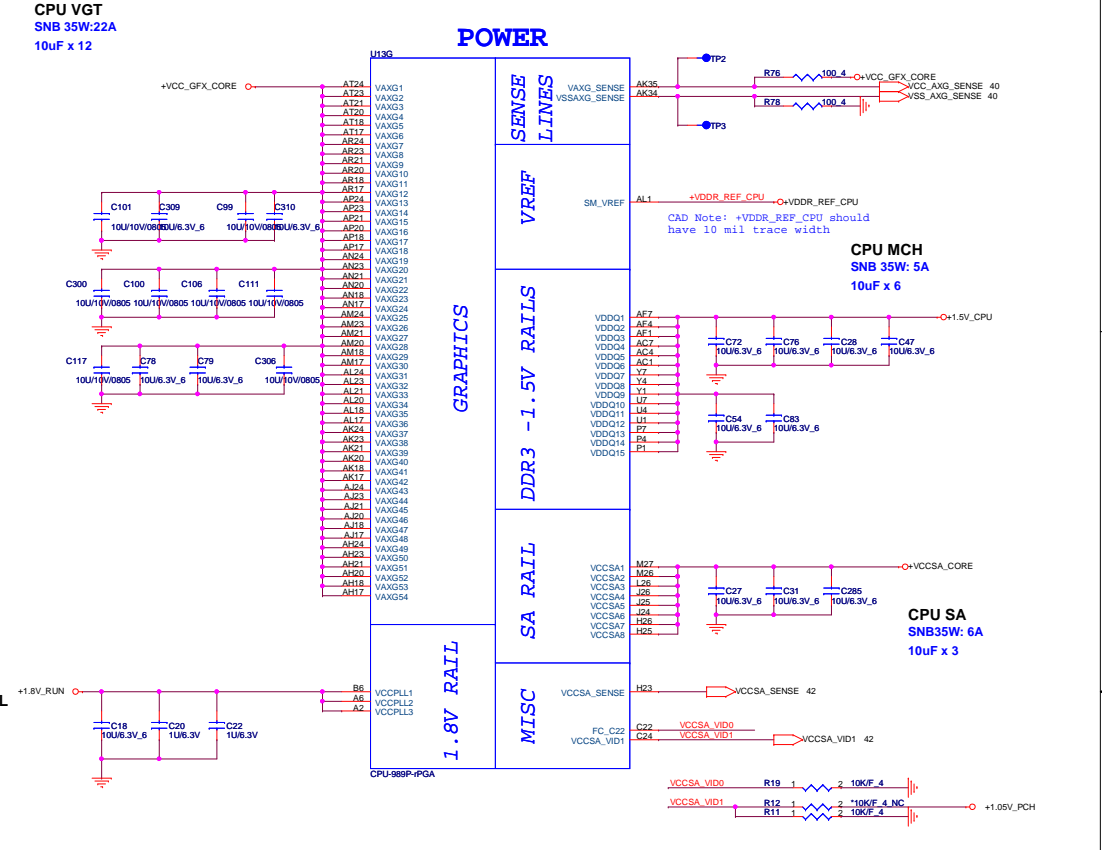 CPU VGT
SNB 35W:22A
10uF x 12
POWER
U13G
+VCC_GFX_CORE
AT24 VAXG1
AT23 VAXG2
AT21 VAXG3
AT20 VAXG4
AT18 VAXG5
AT17 VAXG6
AR24 VAXG7
AR23 VAXG8
AR21 VAXG9
AR20 VAXG10
AR18 VAXG11
AR17 VAXG12
AP24 VAXG13
AP23 VAXG14
AP21 VAXG15
AP20 VAXG16
AP18 VAXG17
AP17 VAXG18
AN24 VAXG19
AN23 VAXG20
AN21 VAXG21
AN20 VAXG22
AN18 VAXG23
AN17 VAXG24
AM24 VAXG25
AM23 VAXG26
AM21 VAXG27
AM20 VAXG28
AM18 VAXG29
AM17 VAXG30
AL24 VAXG31
AL23 VAXG32
AL21 VAXG33
AL20 VAXG34
AL18 VAXG35
AL17 VAXG36
AK24 VAXG37
AK23 VAXG38
AK21 VAXG39
AK20 VAXG40
AK18 VAXG41
AK17 VAXG42
AJ24 VAXG43
AJ23 VAXG44
AJ21 VAXG45
AJ20 VAXG46
AJ18 VAXG47
AJ17 VAXG48
AH24 VAXG49
AH23 VAXG50
AH21 VAXG51
AH20 VAXG52
AH18 VAXG53
AH17 VAXG54
C101 C309 C99 C310
10U/10V/0805 10U/6.3V_6 10U/10V/0805 10U/6.3V_6
C300 C100 C106 C111
10U/10V/0805 10U/10V/0805 10U/10V/0805 10U/10V/0805
C117 C78 C79 C306
10U/10V/0805 10U/6.3V_6 10U/6.3V_6 10U/10V/0805
GRAPHICS
SENSE
LINES
VAXG_SENSE AK35
VSSAXG_SENSE AK34
TP2
TP3
R76 100_4 +VCC_GFX_CORE
VCC_AXG_SENSE 40
VSS_AXG_SENSE 40
R78 100_4
VREF
SM_VREF AL1 +VDDR_REF_CPU +VDDR_REF_CPU
CAD Note: +VDDR_REF_CPU should
have 10 mil trace width
CPU MCH
SNB 35W: 5A
10uF x 6
DDR3 -1.5V RAILS
VDDQ1 AF7
VDDQ2 AF4
VDDQ3 AF1
VDDQ4 AC7
VDDQ5 AC4
VDDQ6 AC1
VDDQ7 Y7
VDDQ8 Y4
VDDQ9 Y1
VDDQ10 U7
VDDQ11 U4
VDDQ12 U1
VDDQ13 P7
VDDQ14 P4
VDDQ15 P1
+1.5V_CPU
C72 C76 C28 C47
10U/6.3V_6 10U/6.3V_6 10U/6.3V_6 10U/6.3V_6
C54 C83
10U/6.3V_6 10U/6.3V_6
SA RAIL
VCCSA1 M27
VCCSA2 M26
VCCSA3 L26
VCCSA4 J26
VCCSA5 J25
VCCSA6 J24
VCCSA7 H26
VCCSA8 H25
+VCCSA_CORE
C27 C31 C285
10U/6.3V_6 10U/6.3V_6 10U/6.3V_6
CPU SA
SNB35W: 6A
10uF x 3
1.8V RAIL
L
+1.8V_RUN
B6 VCCPLL1
A6 VCCPLL2
A2 VCCPLL3
C18 C20 C22
10U/6.3V_6 1U/6.3V 1U/6.3V
MISC
VCCSA_SENSE H23 VCCSA_SENSE 42
FC_C22 C22 VCCSA_VID0
VCCSA_VID1 C24 VCCSA_VID1 VCCSA_VID1 42
CPU-989P-rPGA
VCCSA_VID0 R19 1 2 10K/F_4
VCCSA_VID1 R12 1 2 *10K/F_4_NC +1.05V_PCH
R11 1 2 10K/F_4